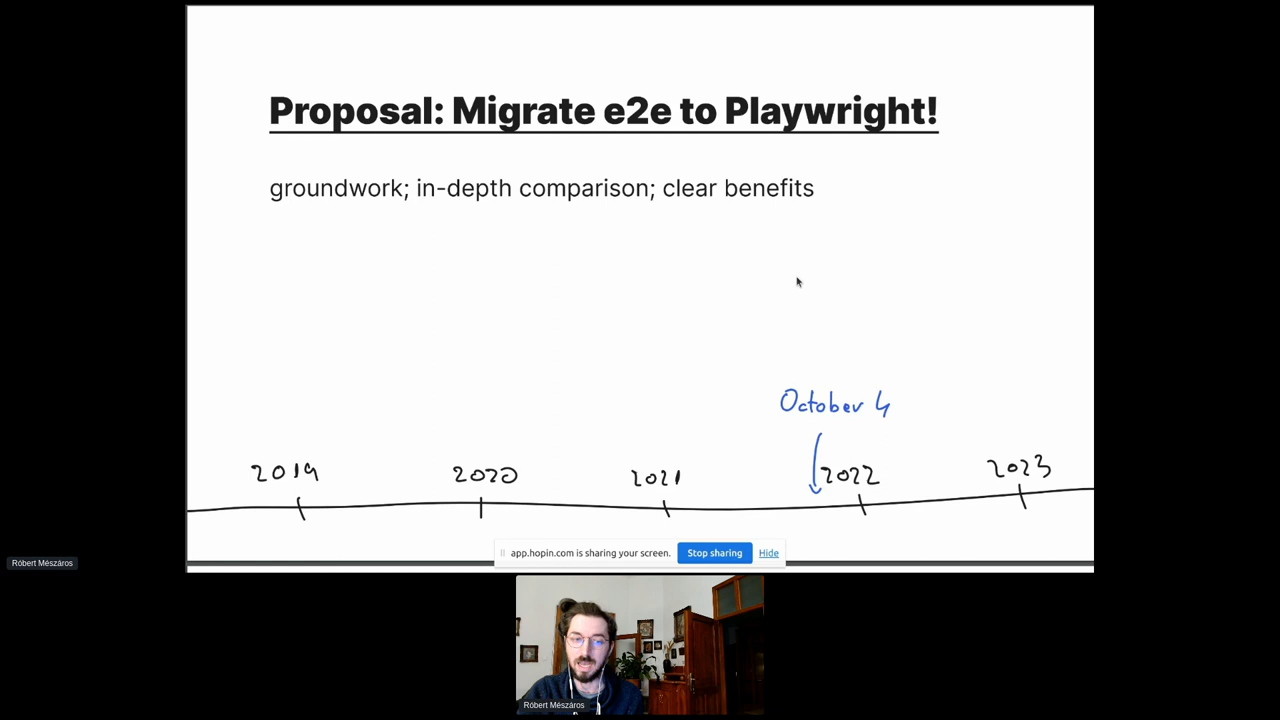 Proposal: Migrate e2e to Playwright!
groundwork; in-depth comparison; clear benefits
October 4
2019 2020 2021 2022 2023
app.hopin.com is sharing your screen. Stop sharing Hide
Róbert Mészáros
Róbert Mészáros